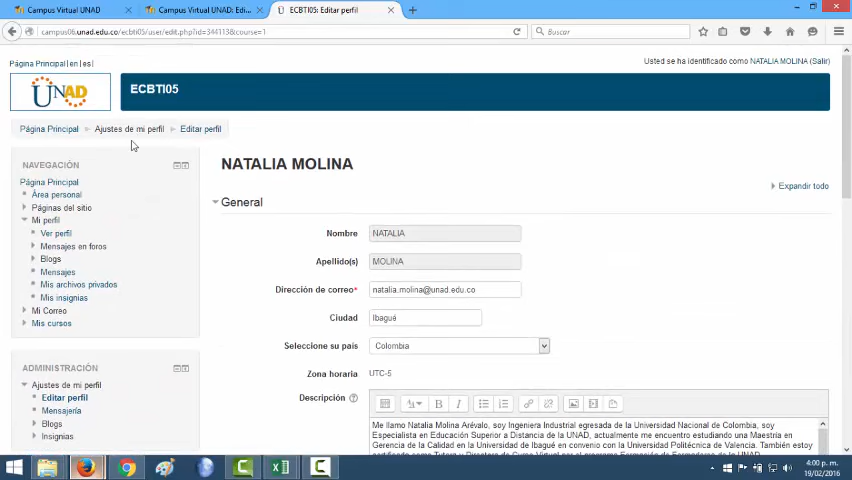 Campus Virtual UNAD
Campus Virtual UNAD: Edi...
ECBTI05: Editar perfil
campus06.unad.edu.co/ecbti05/user/edit.php?id=344113&course=1
Buscar
Página Principal| en | es |
Usted se ha identificado como NATALIA MOLINA (Salir)
UNAD
ECBTI05
Página Principal
Ajustes de mi perfil
Editar perfil
NAVEGACIÓN
Página Principal
Área personal
Páginas del sitio
Mi perfil
Ver perfil
Mensajes en foros
Blogs
Mensajes
Mis archivos privados
Mis insignias
Mi Correo
Mis cursos
ADMINISTRACIÓN
Ajustes de mi perfil
Editar perfil
Mensajería
Blogs
Insignias
NATALIA MOLINA
Expandir todo
General
Nombre
NATALIA
Apellido(s)
MOLINA
Dirección de correo*
natalia.molina@unad.edu.co
Ciudad
Ibagué
Seleccione su país
Colombia
Zona horaria
UTC-5
Descripción
B
I
Me llamo Natalia Molina Arévalo, soy Ingeniera Industrial egresada de la Universidad Nacional de Colombia, soy
Especialista en Educación Superior a Distancia de la UNAD, actualmente me encuentro estudiando una Maestría en
Gerencia de la Calidad en la Universidad de Ibagué en convenio con la Universidad Politécnica de Valencia. También estoy
4:00 p. m.
19/02/2016